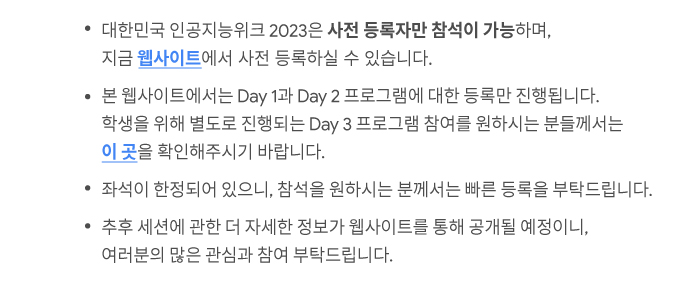 • 대한민국 인공지능위크 2023은 사전 등록자만 참석이 가능하며,
지금 웹사이트에서 사전 등록하실 수 있습니다.
• 본 웹사이트에서는 Day 1과 Day 2 프로그램에 대한 등록만 진행됩니다.
학생을 위해 별도로 진행되는 Day 3 프로그램 참여를 원하시는 분들께서는
이 곳을 확인해주시기 바랍니다.
• 좌석이 한정되어 있으니, 참석을 원하시는 분께서는 빠른 등록을 부탁드립니다.
• 추후 세션에 관한 더 자세한 정보가 웹사이트를 통해 공개될 예정이니,
여러분의 많은 관심과 참여 부탁드립니다.